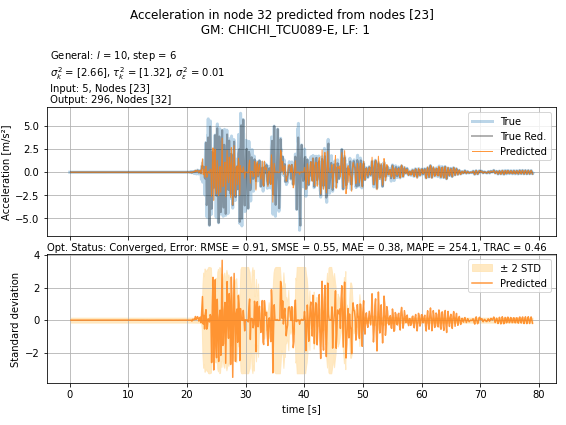 Acceleration in node 32 predicted from nodes [23]
GM: CHICHI_TCU089-E, LF: 1
General: l = 10, step = 6
σ²ₖ = [2.66], τ²ₖ = [1.32], σ²ε = 0.01
Input: 5, Nodes [23]
Output: 296, Nodes [32]
Acceleration [m/s²]
5.0
2.5
0.0
−2.5
−5.0
True
True Red.
Predicted
Opt. Status: Converged, Error: RMSE = 0.91, SMSE = 0.55, MAE = 0.38, MAPE = 254.1, TRAC = 0.46
Standard deviation
4
2
0
−2
± 2 STD
Predicted
0 10 20 30 40 50 60 70 80
time [s]